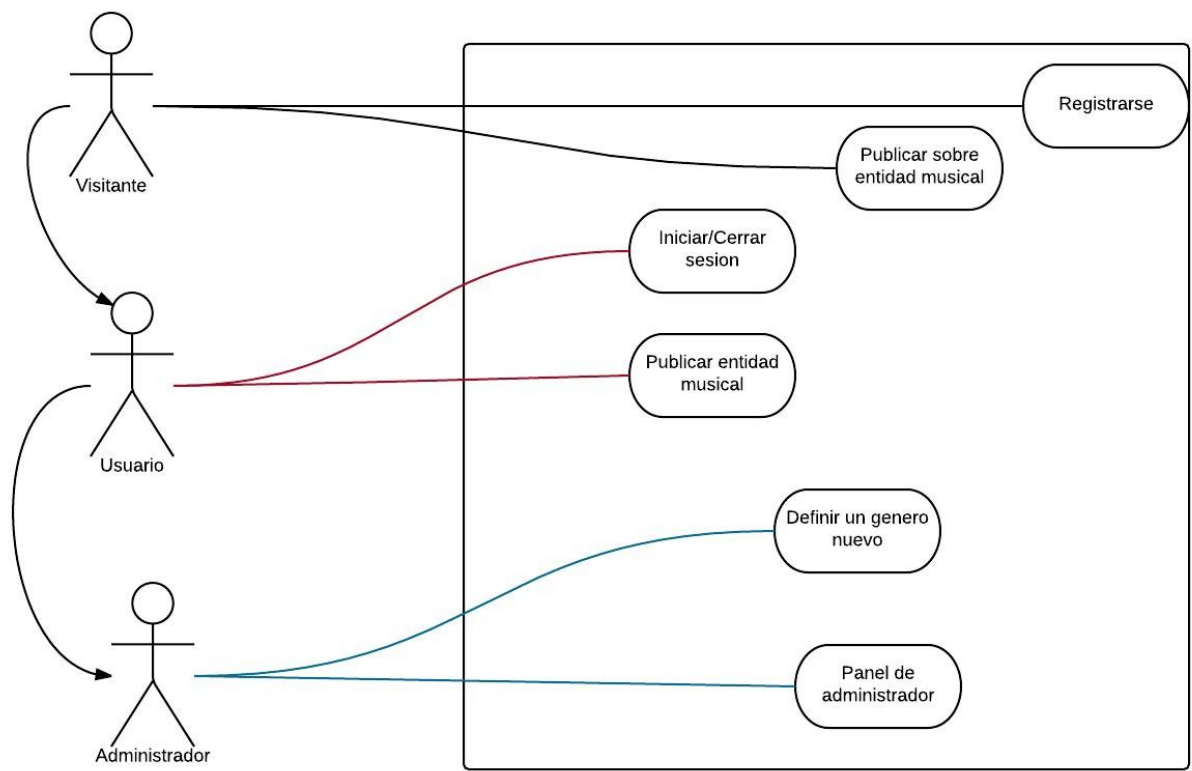 Registrarse
Publicar sobre
entidad musical
Visitante
Iniciar/Cerrar
sesion
Publicar entidad
musical
Usuario
Definir un genero
nuevo
Panel de
administrador
Administrador